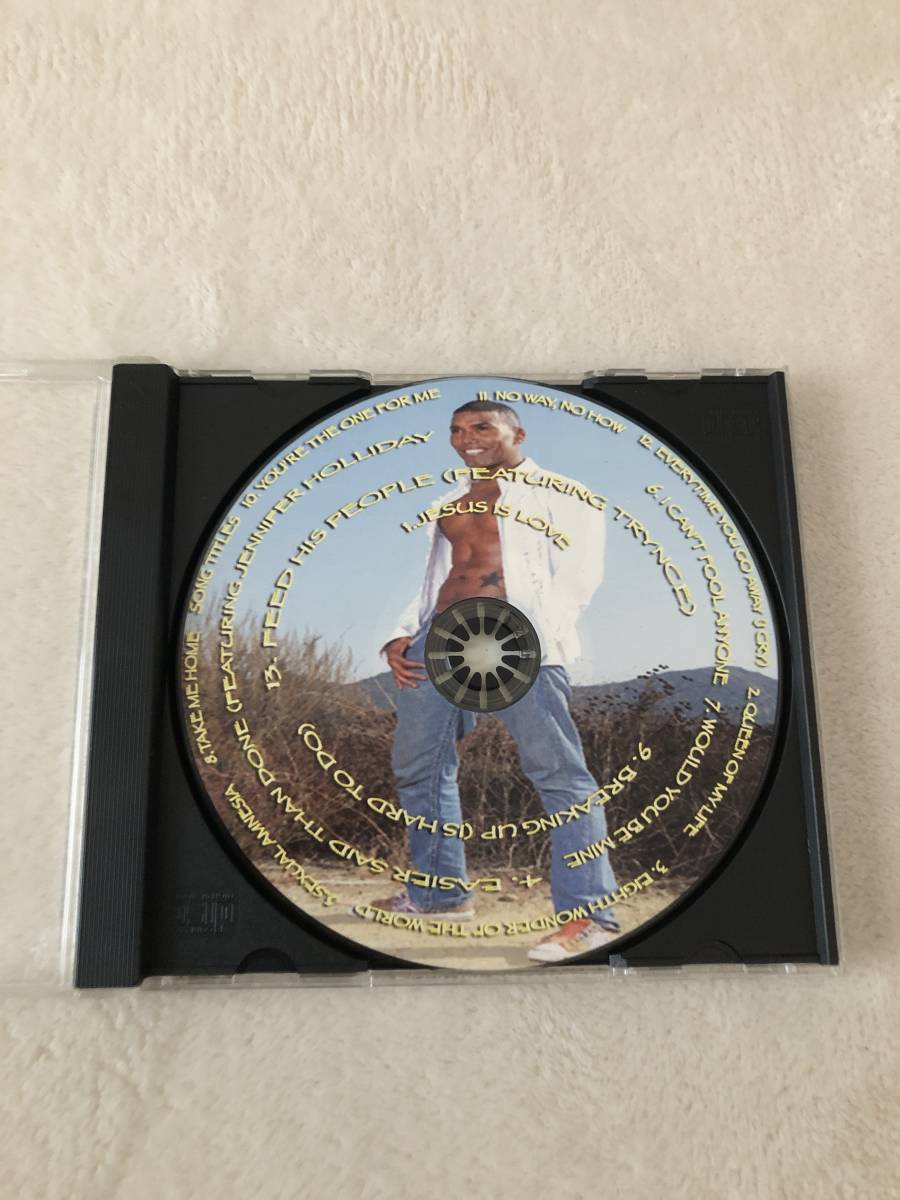 SONG TITLES
1. JESUS IS LOVE
2. QUEEN OF MY LIFE
3. EIGHTH WONDER OF THE WORLD
4. EASIER SAID THAN DONE (FEATURING JENNIFER HOLLIDAY
5. SEXUAL AMNESIA
6. I CAN'T FOOL ANYONE
7. WOULD YOU BE MINE
8. TAKE ME HOME
9. BREAKING UP (IS HARD TO DO)
10. YOU'RE THE ONE FOR ME
11. NO WAY, NO HOW
12. EVERYTIME YOU GO AWAY (I CRY)
13. FEED HIS PEOPLE (FEATURING TRYNCE)